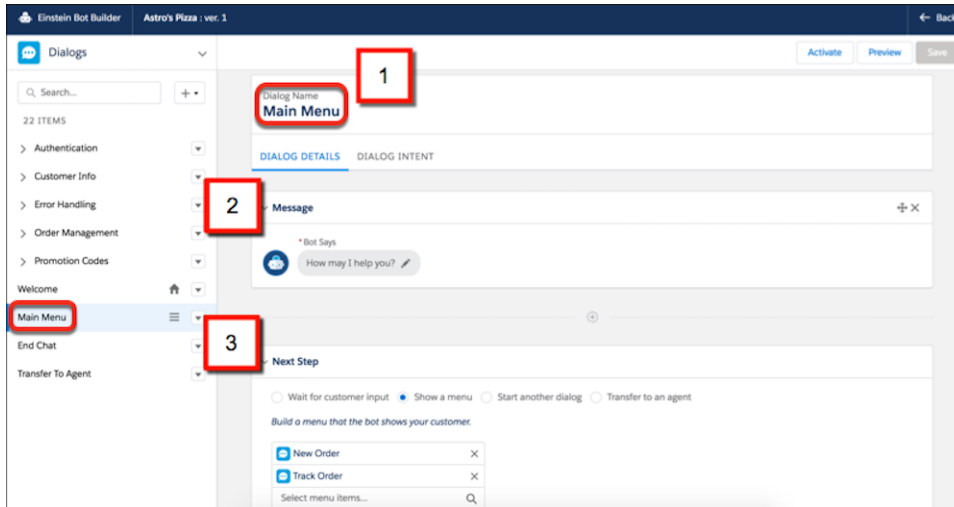 Einstein Bot Builder
Astro's Pizza : ver. 1
← Back
Dialogs
Activate
Preview
Save
Search...
22 ITEMS
Authentication
Customer Info
Error Handling
Order Management
Promotion Codes
Welcome
Main Menu
End Chat
Transfer To Agent
1
Dialog Name
Main Menu
DIALOG DETAILS
DIALOG INTENT
2
Message
* Bot Says
How may I help you?
3
Next Step
Wait for customer input
Show a menu
Start another dialog
Transfer to an agent
Build a menu that the bot shows your customer.
New Order
Track Order
Select menu items...